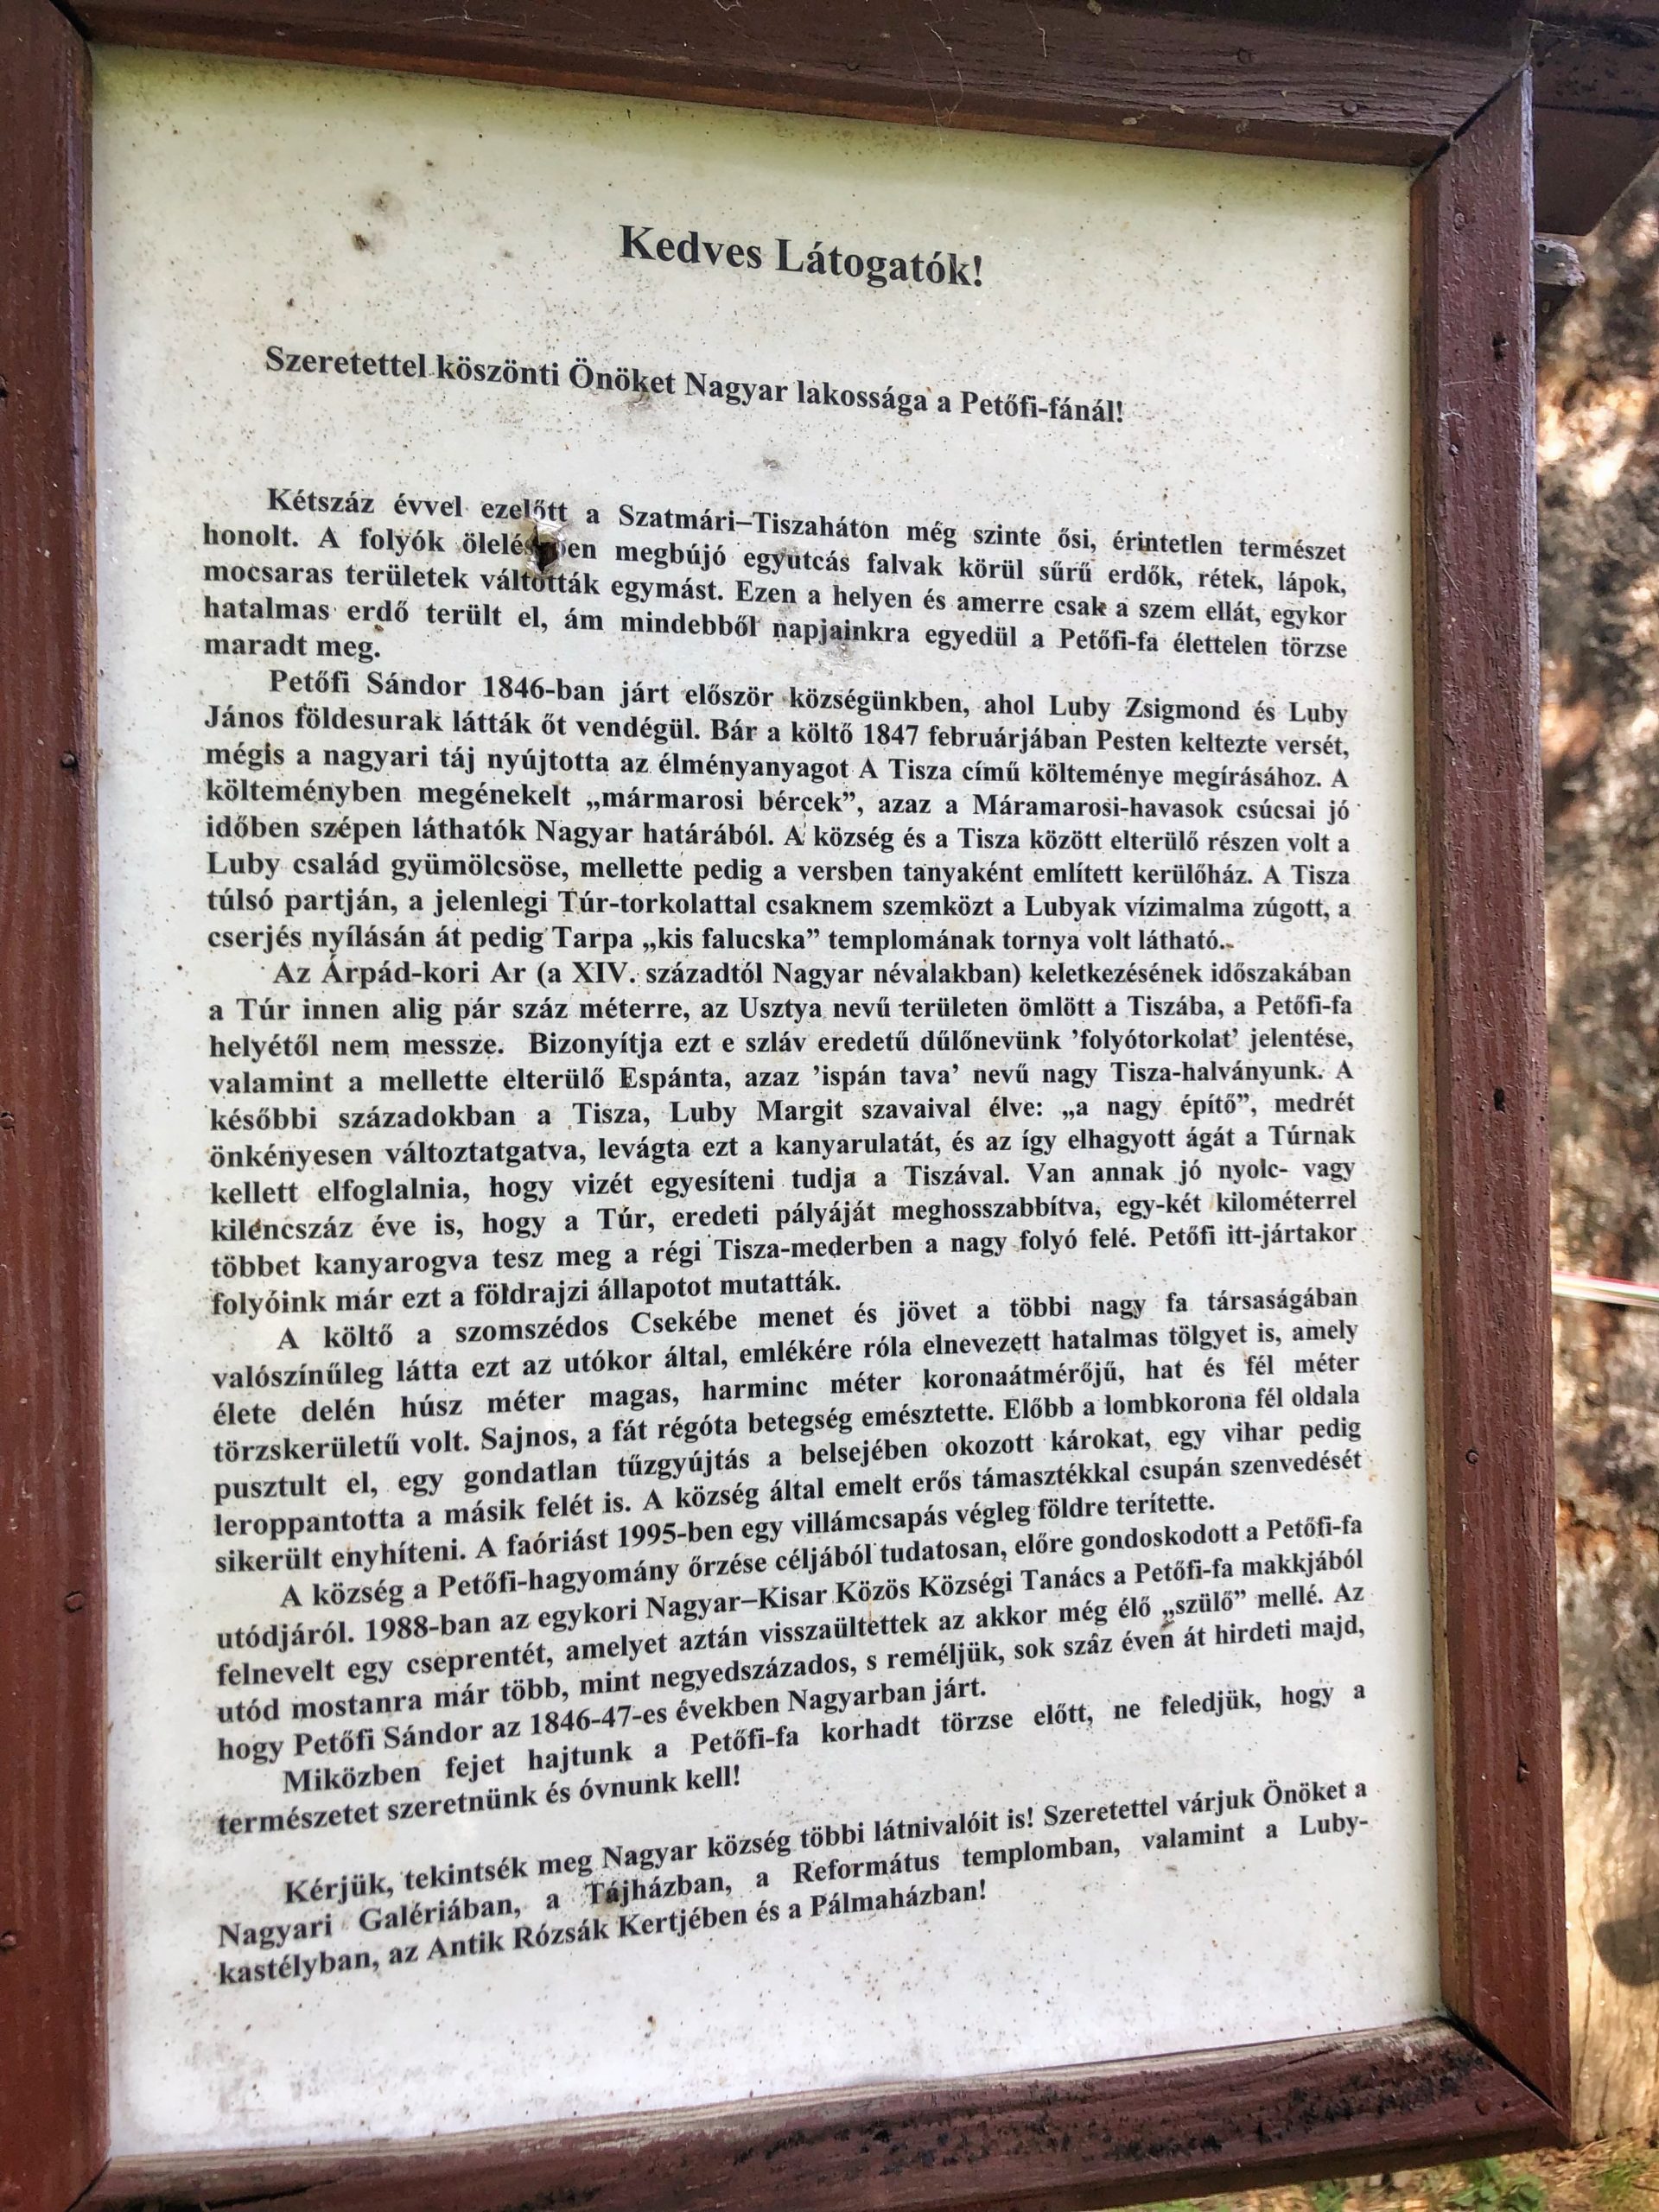 Kedves Látogatók!
Szeretettel köszönti Önöket Nagyar lakossága a Petőfi-fánál!
Kétszáz évvel ezelőtt a Szatmári–Tiszaháton még szinte ősi, érintetlen természet
honolt. A folyók ölelésében megbújó egyutcás falvak körül sűrű erdők, rétek, lápok,
mocsaras területek váltották egymást. Ezen a helyen és amerre csak a szem ellát, egykor
hatalmas erdő terült el, ám mindebből napjainkra egyedül a Petőfi-fa élettelen törzse
maradt meg.
Petőfi Sándor 1846-ban járt először községünkben, ahol Luby Zsigmond és Luby
János földesurak látták őt vendégül. Bár a költő 1847 februárjában Pesten keltezte versét,
mégis a nagyari táj nyújtotta az élményanyagot A Tisza című költeménye megírásához. A
költeményben megénekelt „mármarosi bércek”, azaz a Máramarosi-havasok csúcsai jó
időben szépen láthatók Nagyar határából. A község és a Tisza között elterülő részen volt a
Luby család gyümölcsöse, mellette pedig a versben tanyaként említett kerülőház. A Tisza
túlsó partján, a jelenlegi Túr-torkolattal csaknem szemközt a Lubyak vízimalma zúgott, a
cserjés nyílásán át pedig Tarpa „kis falucska” templomának tornya volt látható.
Az Árpád-kori Ar (a XIV. századtól Nagyar névalakban) keletkezésének időszakában
a Túr innen alig pár száz méterre, az Usztya nevű területen ömlött a Tiszába, a Petőfi-fa
helyétől nem messze. Bizonyítja ezt e szláv eredetű dűlőnevünk ’folyótorkolat’ jelentése,
valamint a mellette elterülő Espánta, azaz ’ispán tava’ nevű nagy Tisza-halványunk. A
későbbi századokban a Tisza, Luby Margit szavaival élve: „a nagy építő”, medrét
önkényesen változtatgatva, levágta ezt a kanyarulatát, és az így elhagyott ágát a Túrnak
kellett elfoglalnia, hogy vizét egyesíteni tudja a Tiszával. Van annak jó nyolc- vagy
kilencszáz éve is, hogy a Túr, eredeti pályáját meghosszabbítva, egy-két kilométerrel
többet kanyarogva tesz meg a régi Tisza-mederben a nagy folyó felé. Petőfi itt-jártakor
folyóink már ezt a földrajzi állapotot mutatták.
A költő a szomszédos Csekébe menet és jövet a többi nagy fa társaságában
valószínűleg látta ezt az utókor által, emlékére róla elnevezett hatalmas tölgyet is, amely
élete delén húsz méter magas, harminc méter koronaátmérőjű, hat és fél méter
törzskerületű volt. Sajnos, a fát régóta betegség emésztette. Előbb a lombkorona fél oldala
pusztult el, egy gondatlan tűzgyújtás a belsejében okozott károkat, egy vihar pedig
leroppantotta a másik felét is. A község által emelt erős támasztékkal csupán szenvedését
sikerült enyhíteni. A faóriást 1995-ben egy villámcsapás végleg földre terítette.
A község a Petőfi-hagyomány őrzése céljából tudatosan, előre gondoskodott a Petőfi-fa
utódjáról. 1988-ban az egykori Nagyar–Kisar Közös Községi Tanács a Petőfi-fa makkjából
felnevelt egy cseprentét, amelyet aztán visszaültettek az akkor még élő „szülő” mellé. Az
utód mostanra már több, mint negyedszázados, s reméljük, sok száz éven át hirdeti majd,
hogy Petőfi Sándor az 1846-47-es években Nagyarban járt.
Miközben fejet hajtunk a Petőfi-fa korhadt törzse előtt, ne feledjük, hogy a
természetet szeretnünk és óvnunk kell!
Kérjük, tekintsék meg Nagyar község többi látnivalóit is! Szeretettel várjuk Önöket a
Nagyari Galériában, a Tájházban, a Református templomban, valamint a Luby-
kastélyban, az Antik Rózsák Kertjében és a Pálmaházban!